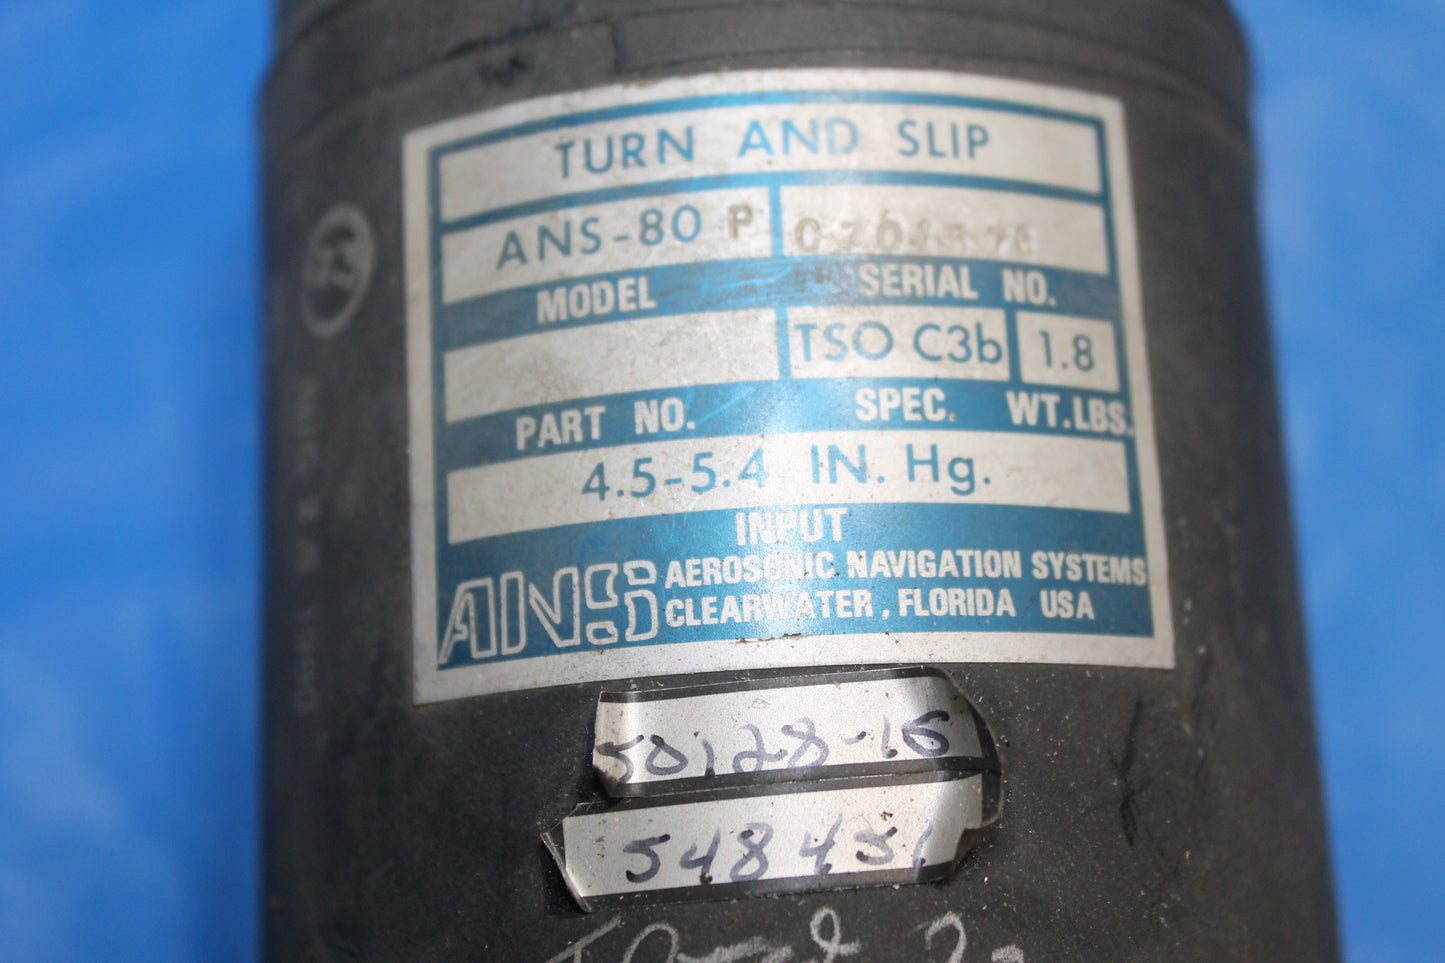 TURN AND SLIP
ANS-80 P
MODEL SERIAL NO.
TSO C3b 1.8
PART NO. SPEC. WT.LBS.
4.5-5.4 IN. Hg.
INPUT
ANS AEROSONIC NAVIGATION SYSTEMS
CLEARWATER, FLORIDA USA
50128-16
548451